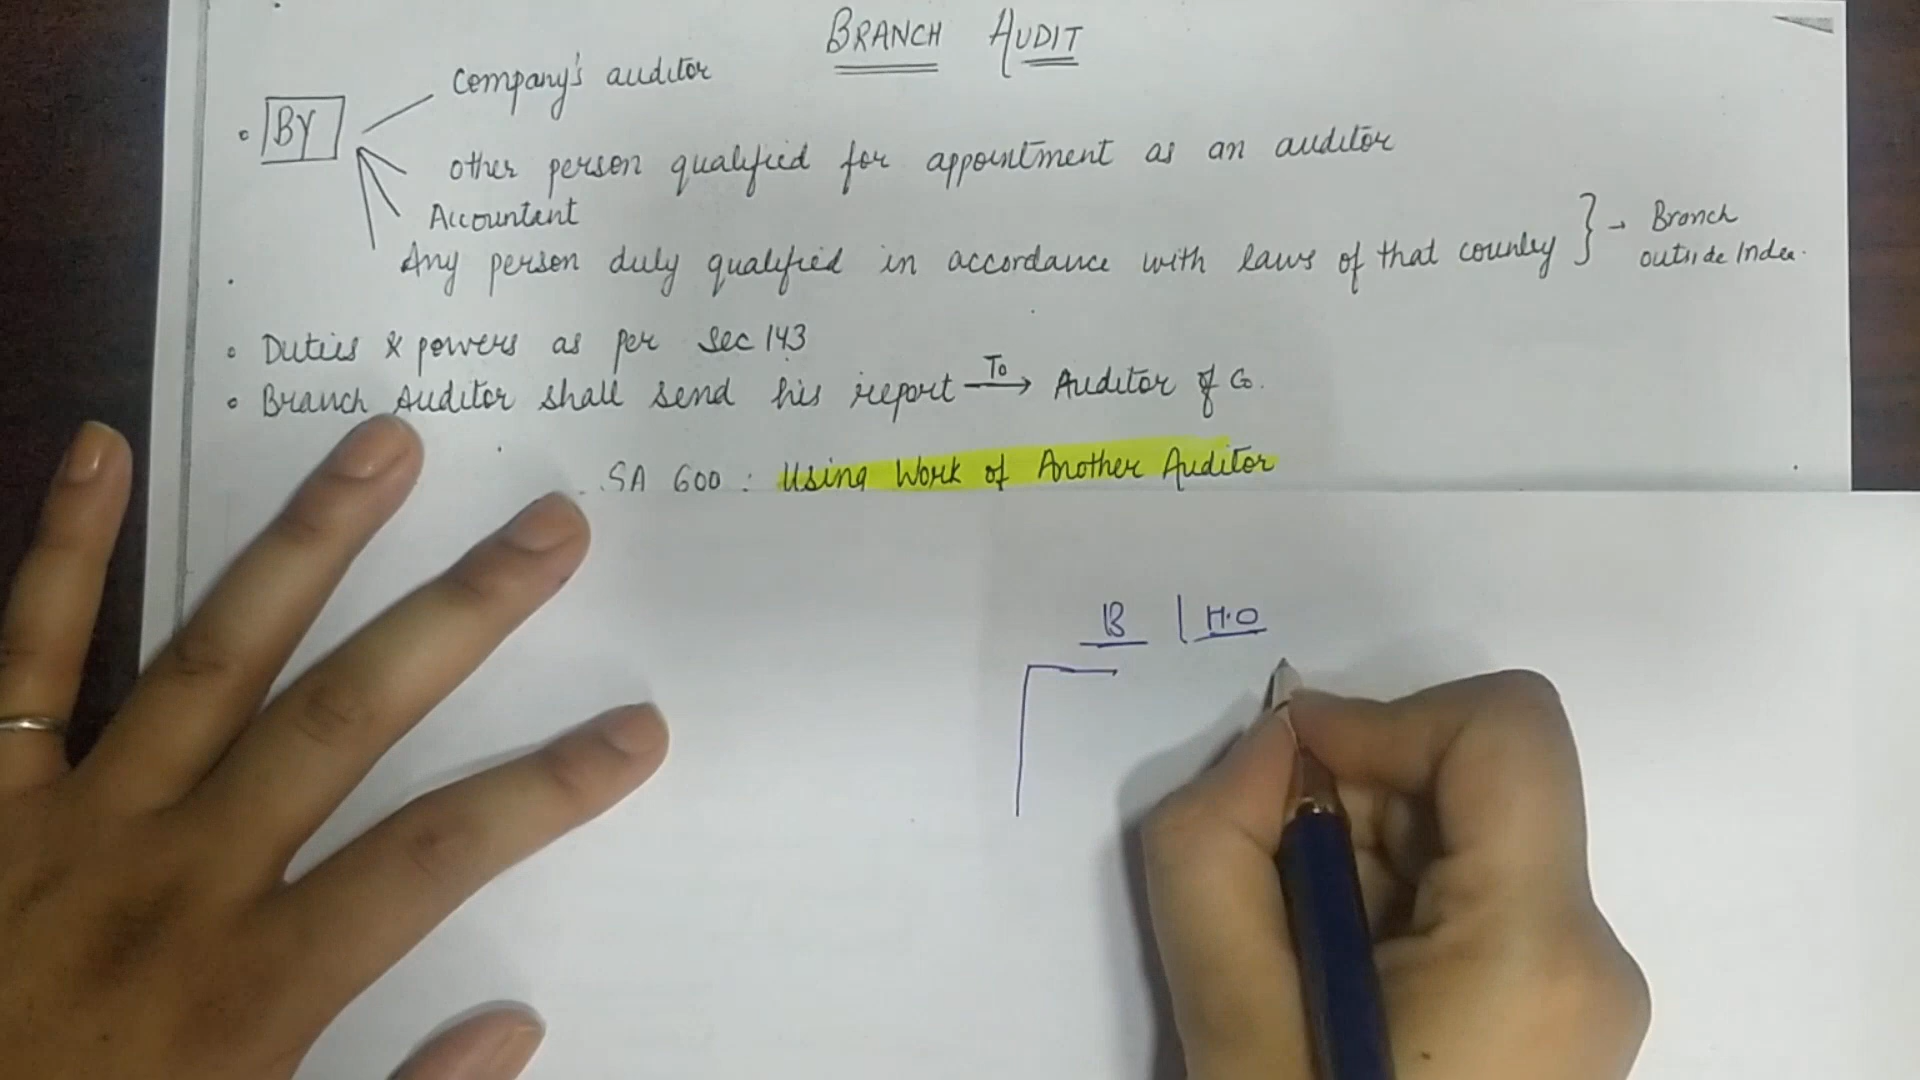 BRANCH AUDIT
Company's auditor
• BY
other person qualified for appointment as an auditor
Accountant
Any person duly qualified in accordance with laws of that country } → Branch outside India.
• Duties & powers as per Sec 143
• Branch Auditor shall send his report To → Auditor of Co.
SA 600 : Using Work of Another Auditor
B | H.O